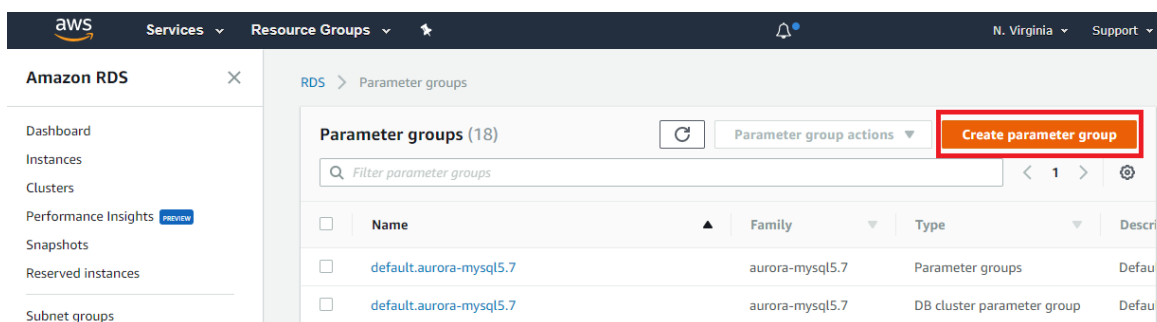 aws Services Resource Groups N. Virginia Support
Amazon RDS
Dashboard
Instances
Clusters
Performance Insights PREVIEW
Snapshots
Reserved instances
Subnet groups
RDS > Parameter groups
Parameter groups (18) Parameter group actions Create parameter group
Filter parameter groups < 1 >
Name Family Type Descri
default.aurora-mysql5.7 aurora-mysql5.7 Parameter groups Defau
default.aurora-mysql5.7 aurora-mysql5.7 DB cluster parameter group Defau